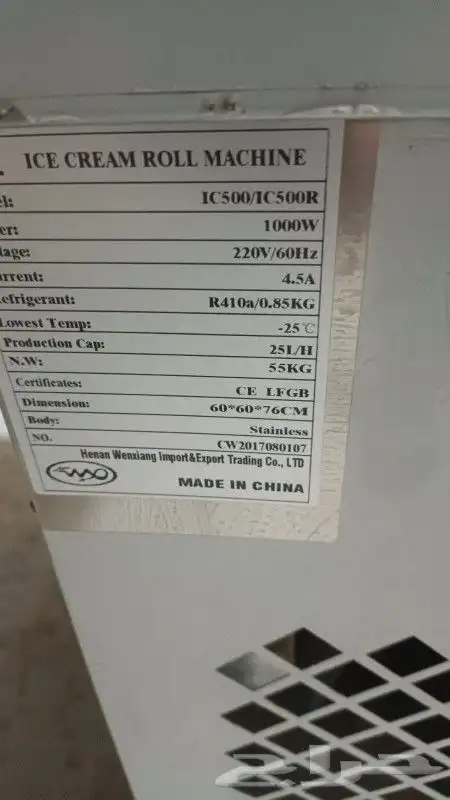 ICE CREAM ROLL MACHINE
el: IC500/IC500R
er: 1000W
tage: 220V/60Hz
rrent: 4.5A
efrigerant: R410a/0.85KG
Lowest Temp: -25℃
Production Cap: 25L/H
N.W: 55KG
Certificates: CE LFGB
Dimension: 60*60*76CM
Body: Stainless
NO. CW2017080107
Henan Wenxiang Import&Export Trading Co., LTD
MADE IN CHINA
حراج